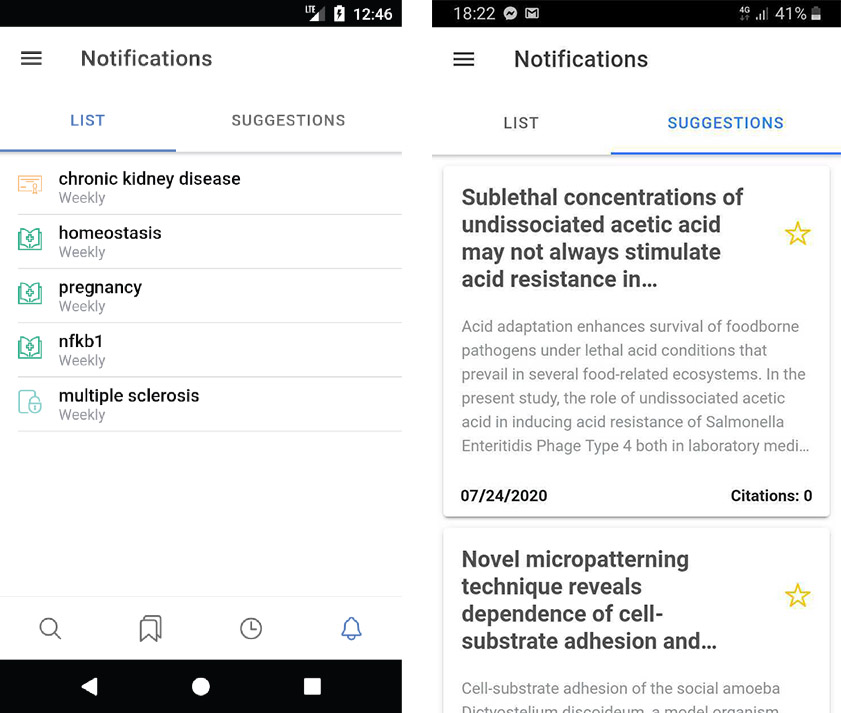 LTE 12:46
Notifications
LIST SUGGESTIONS
chronic kidney disease
Weekly
homeostasis
Weekly
pregnancy
Weekly
nfkb1
Weekly
multiple sclerosis
Weekly
18:22 4G 41%
Notifications
LIST SUGGESTIONS
Sublethal concentrations of
undissociated acetic acid
may not always stimulate
acid resistance in...
Acid adaptation enhances survival of foodborne
pathogens under lethal acid conditions that
prevail in several food-related ecosystems. In the
present study, the role of undissociated acetic
acid in inducing acid resistance of Salmonella
Enteritidis Phage Type 4 both in laboratory medi...
07/24/2020 Citations: 0
Novel micropatterning
technique reveals
dependence of cell-
substrate adhesion and...
Cell-substrate adhesion of the social amoeba
Dictyostelium discoideum, a model organism